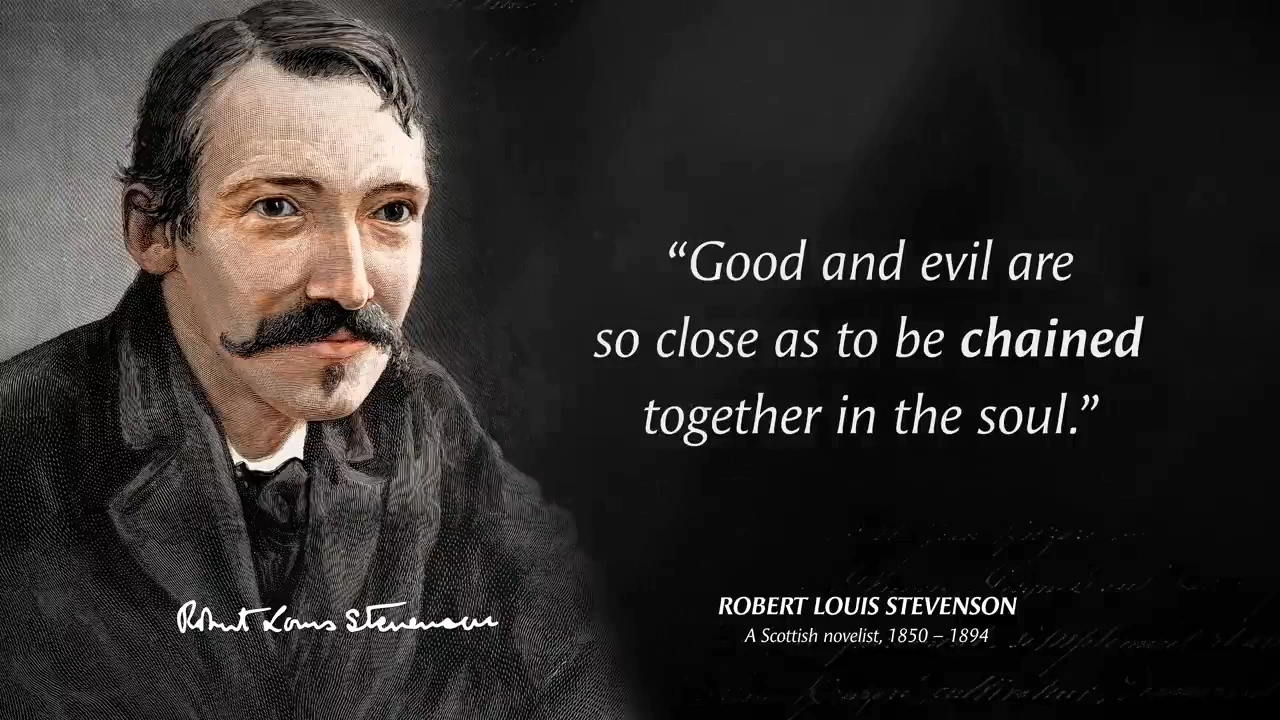 “Good and evil are
so close as to be chained
together in the soul.”
Robert Louis Stevenson
ROBERT LOUIS STEVENSON
A Scottish novelist, 1850 – 1894